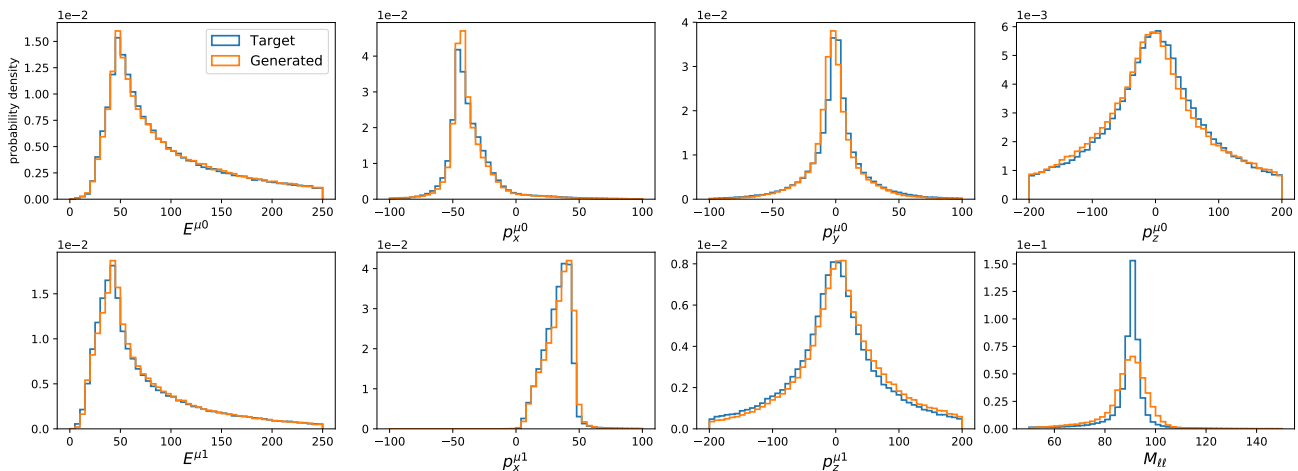 1e−2
1e−2
1e−2
1e−3
probability density
1.50
1.25
1.00
0.75
0.50
0.25
0.00
0 50 100 150 200 250
E^{μ0}
Target
Generated
4
2
0
−100 −50 0 50 100
p_x^{μ0}
4
3
2
1
0
−100 −50 0 50 100
p_y^{μ0}
6
4
2
0
−200 −100 0 100 200
p_z^{μ0}
1e−2
1e−2
1e−2
1e−1
1.5
1.0
0.5
0.0
0 50 100 150 200 250
E^{μ1}
4
3
2
1
0
−100 −50 0 50 100
p_x^{μ1}
0.8
0.6
0.4
0.2
0.0
−200 −100 0 100 200
p_z^{μ1}
1.50
1.25
1.00
0.75
0.50
0.25
0.00
60 80 100 120 140
M_{ℓℓ}